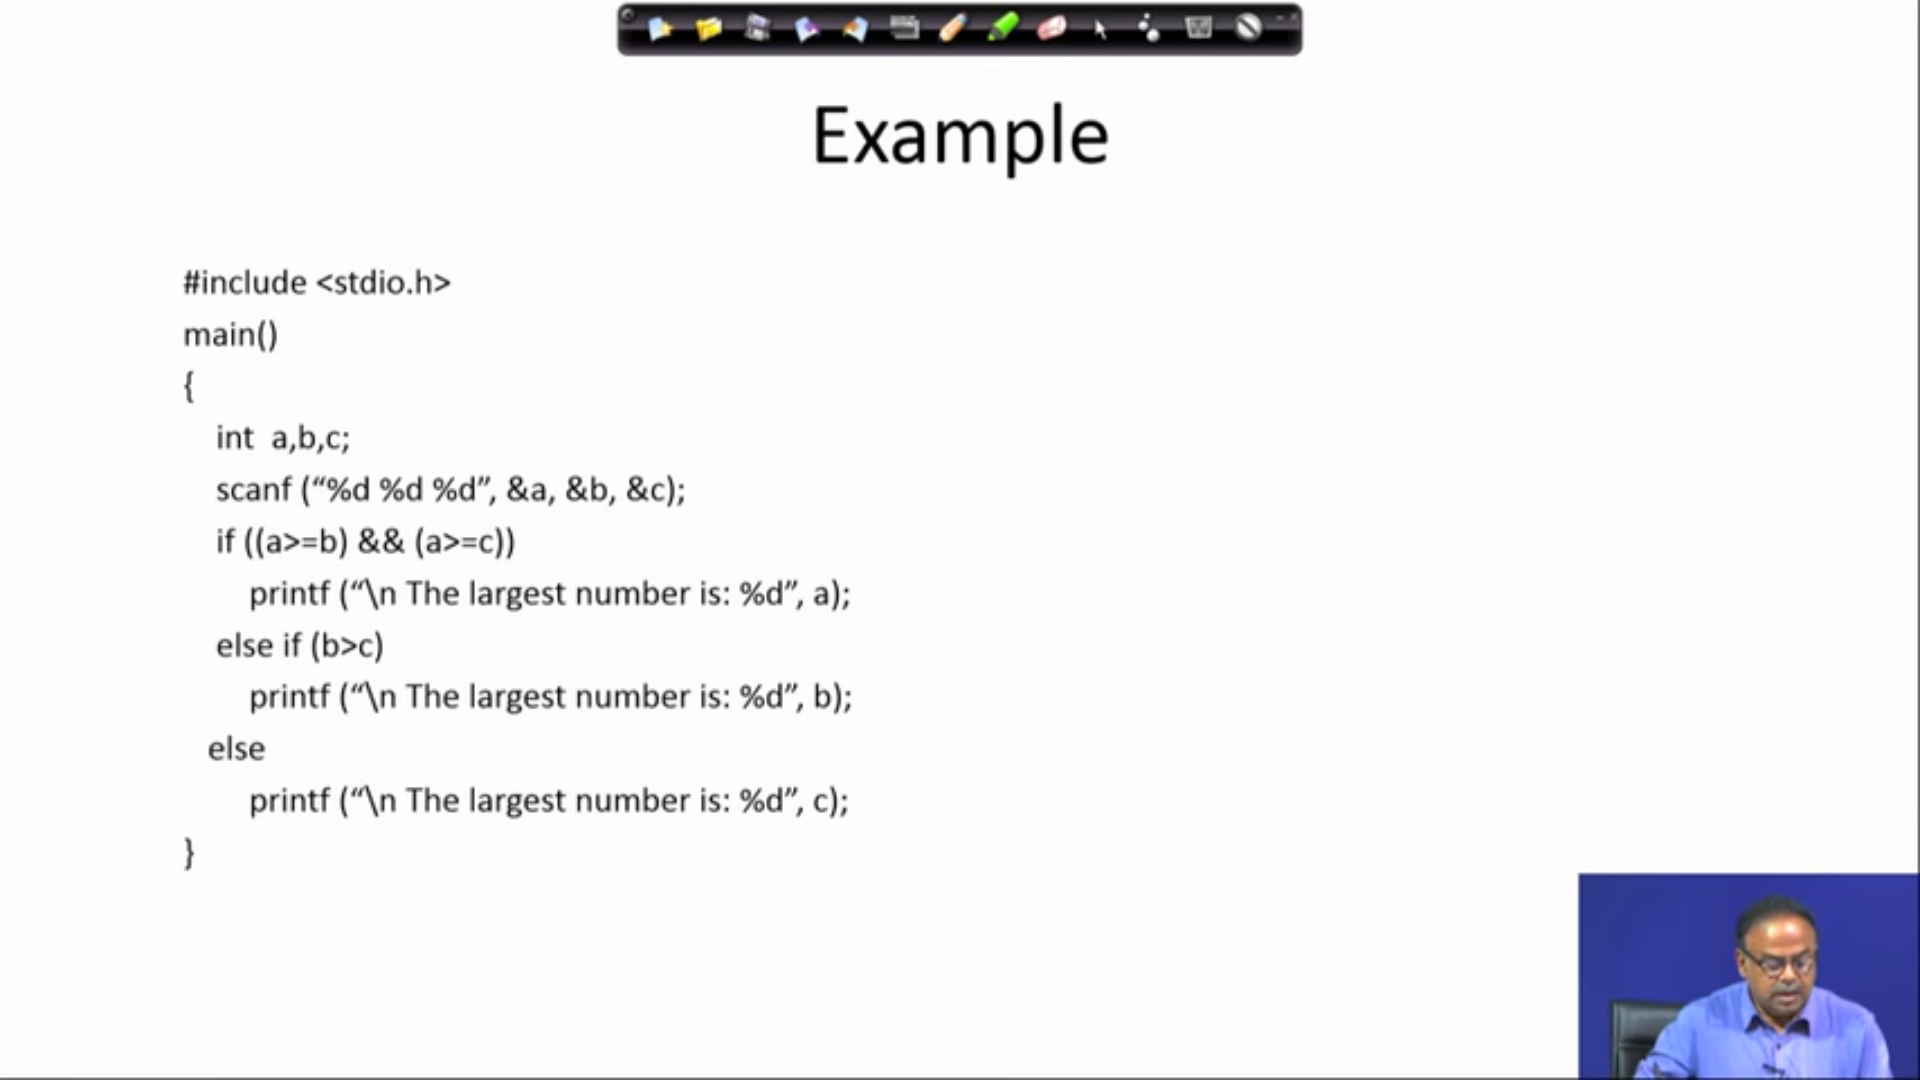 Example
#include <stdio.h>
main()
{
int  a,b,c;
scanf (“%d %d %d”, &a, &b, &c);
if ((a>=b) && (a>=c))
printf (“\n The largest number is: %d”, a);
else if (b>c)
printf (“\n The largest number is: %d”, b);
else
printf (“\n The largest number is: %d”, c);
}